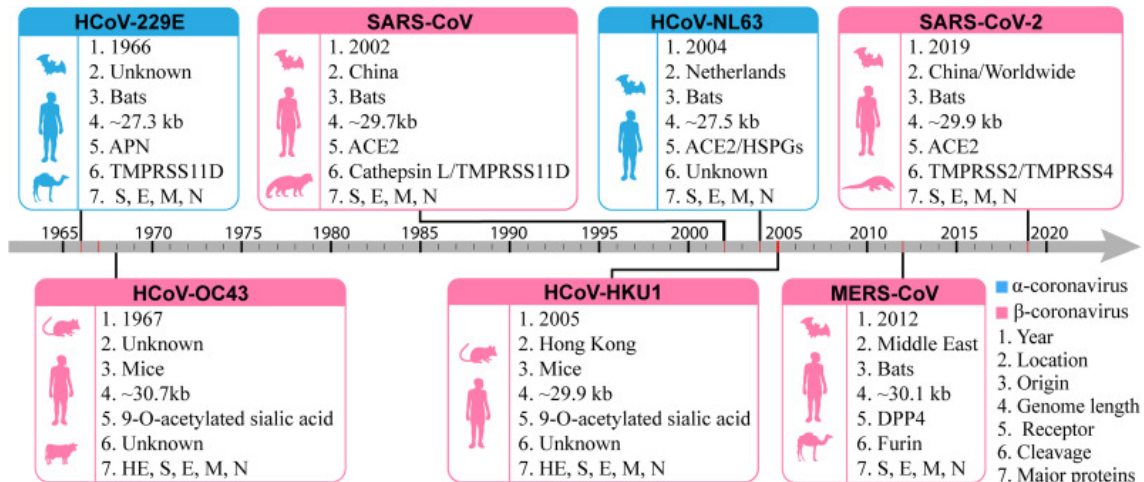 HCoV-229E
1. 1966
2. Unknown
3. Bats
4. ~27.3 kb
5. APN
6. TMPRSS11D
7. S, E, M, N
SARS-CoV
1. 2002
2. China
3. Bats
4. ~29.7kb
5. ACE2
6. Cathepsin L/TMPRSS11D
7. S, E, M, N
HCoV-NL63
1. 2004
2. Netherlands
3. Bats
4. ~27.5 kb
5. ACE2/HSPGs
6. Unknown
7. S, E, M, N
SARS-CoV-2
1. 2019
2. China/Worldwide
3. Bats
4. ~29.9 kb
5. ACE2
6. TMPRSS2/TMPRSS4
7. S, E, M, N
1965 1970 1975 1980 1985 1990 1995 2000 2005 2010 2015 2020
HCoV-OC43
1. 1967
2. Unknown
3. Mice
4. ~30.7kb
5. 9-O-acetylated sialic acid
6. Unknown
7. HE, S, E, M, N
HCoV-HKU1
1. 2005
2. Hong Kong
3. Mice
4. ~29.9 kb
5. 9-O-acetylated sialic acid
6. Unknown
7. HE, S, E, M, N
MERS-CoV
1. 2012
2. Middle East
3. Bats
4. ~30.1 kb
5. DPP4
6. Furin
7. S, E, M, N
α-coronavirus
β-coronavirus
1. Year
2. Location
3. Origin
4. Genome length
5. Receptor
6. Cleavage
7. Major proteins